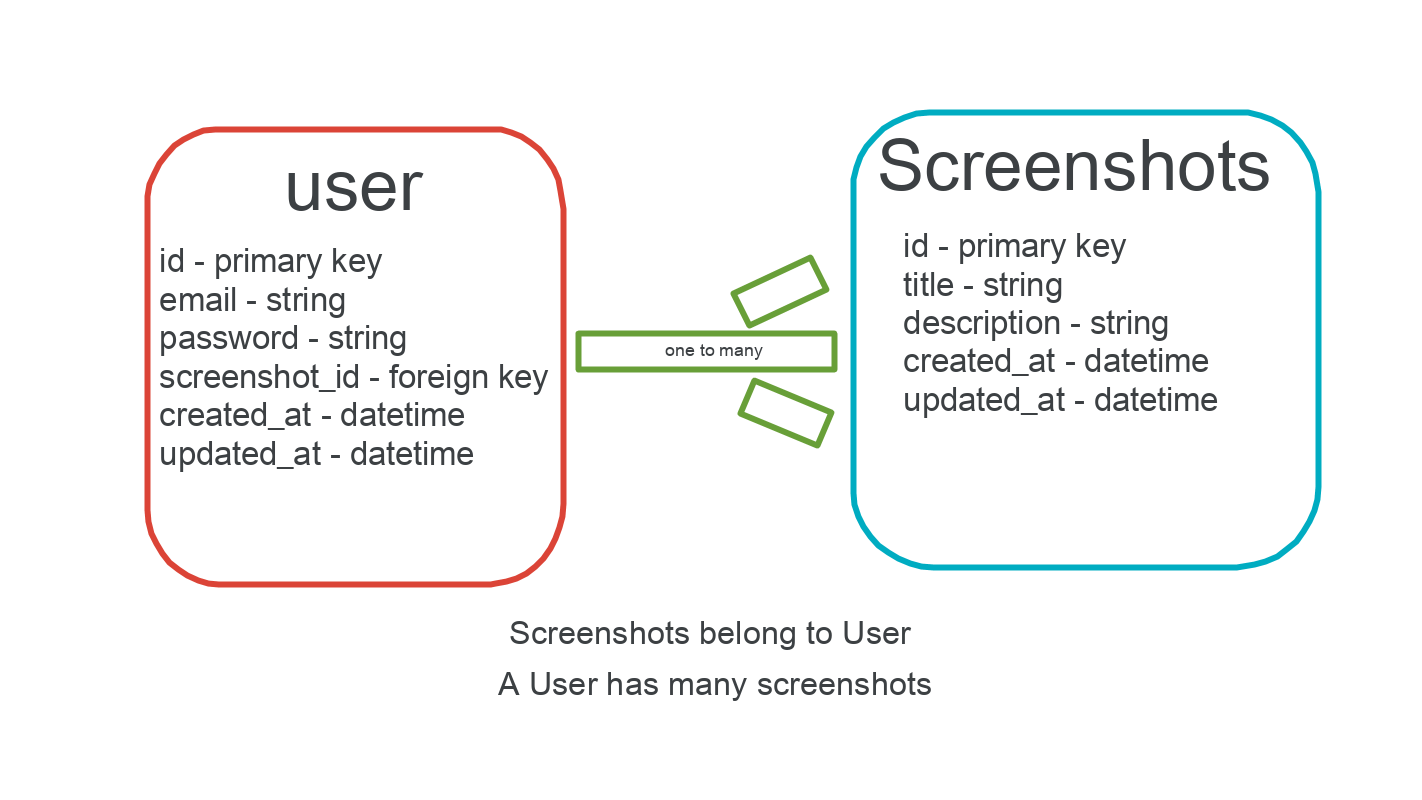 user
id - primary key
email - string
password - string
screenshot_id - foreign key
created_at - datetime
updated_at - datetime
one to many
Screenshots
id - primary key
title - string
description - string
created_at - datetime
updated_at - datetime
Screenshots belong to User
A User has many screenshots